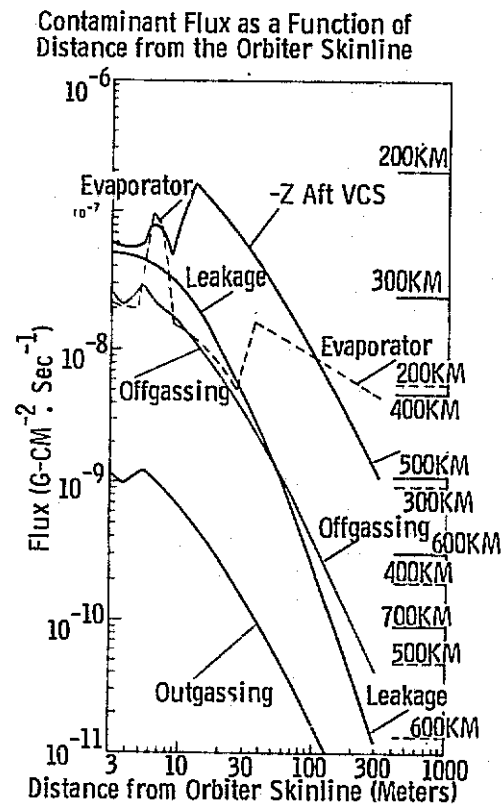 Contaminant Flux as a Function of
Distance from the Orbiter Skinline
10^-6
200KM
Evaporator
-Z Aft VCS
10^-7
Leakage
300KM
10^-8
Evaporator
Offgassing
200KM
400KM
Flux (G-CM^-2 · Sec^-1)
500KM
10^-9
300KM
Offgassing
600KM
400KM
10^-10
700KM
500KM
Outgassing
Leakage
600KM
10^-11
3 10 30 100 300 1000
Distance from Orbiter Skinline (Meters)